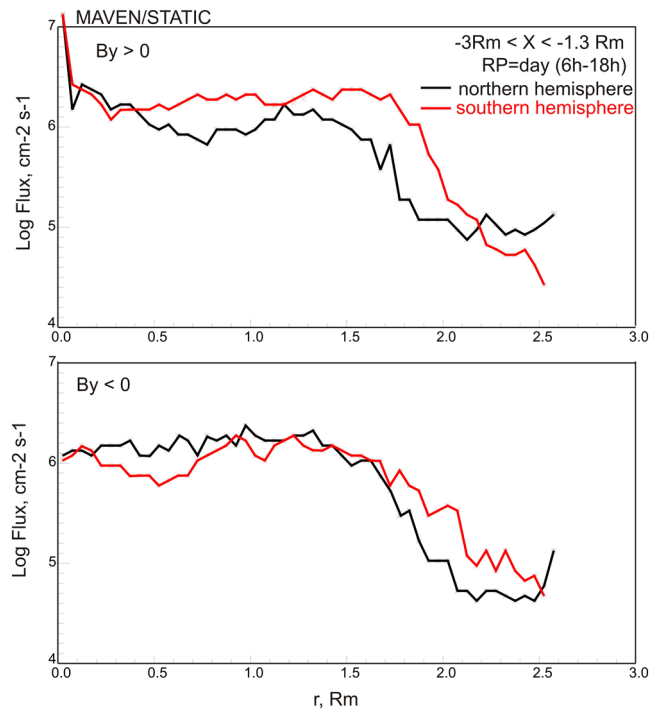 MAVEN/STATIC
7
By > 0
-3Rm < X < -1.3 Rm
RP=day (6h-18h)
northern hemisphere
southern hemisphere
6
Log Flux, cm-2 s-1
5
4
0.0 0.5 1.0 1.5 2.0 2.5 3.0
7
By < 0
6
Log Flux, cm-2 s-1
5
4
0.0 0.5 1.0 1.5 2.0 2.5 3.0
r, Rm